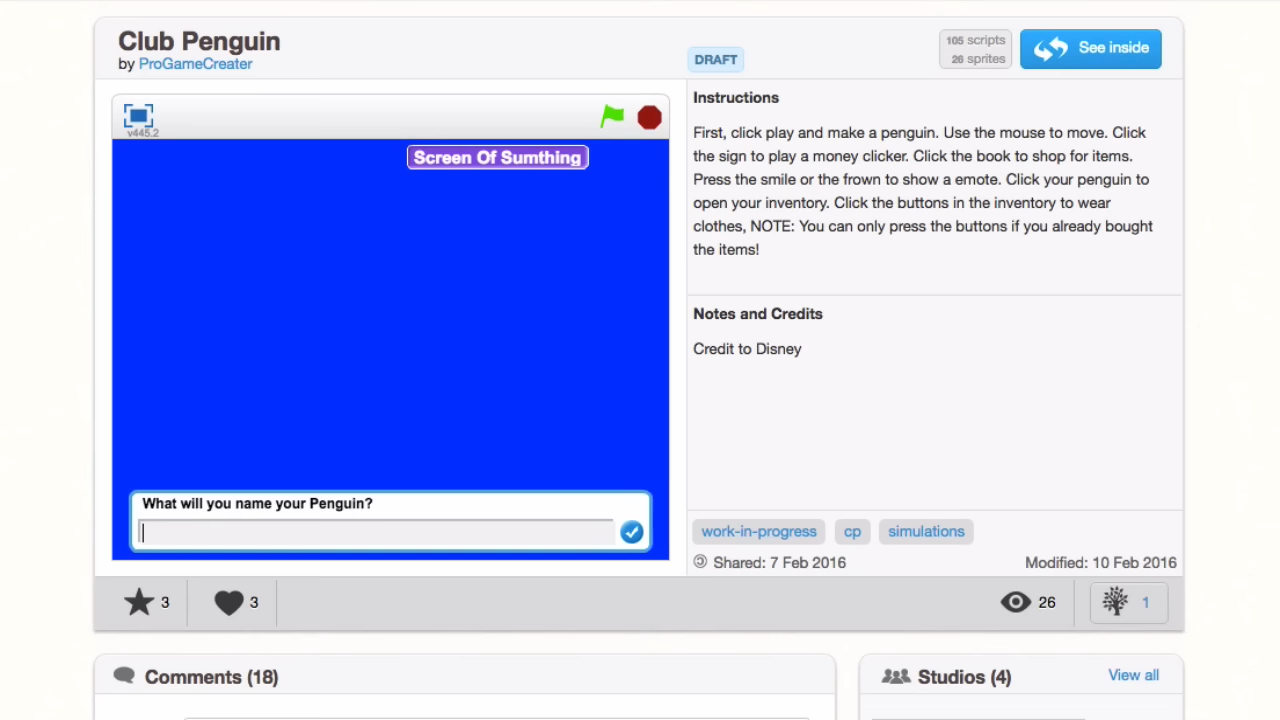 Club Penguin
by ProGameCreater
DRAFT
105 scripts
26 sprites
See inside
v445.2
Screen Of Sumthing
What will you name your Penguin?
Instructions
First, click play and make a penguin. Use the mouse to move. Click
the sign to play a money clicker. Click the book to shop for items.
Press the smile or the frown to show a emote. Click your penguin to
open your inventory. Click the buttons in the inventory to wear
clothes, NOTE: You can only press the buttons if you already bought
the items!
Notes and Credits
Credit to Disney
work-in-progress cp simulations
Shared: 7 Feb 2016 Modified: 10 Feb 2016
3 3 26 1
Comments (18)
Studios (4) View all